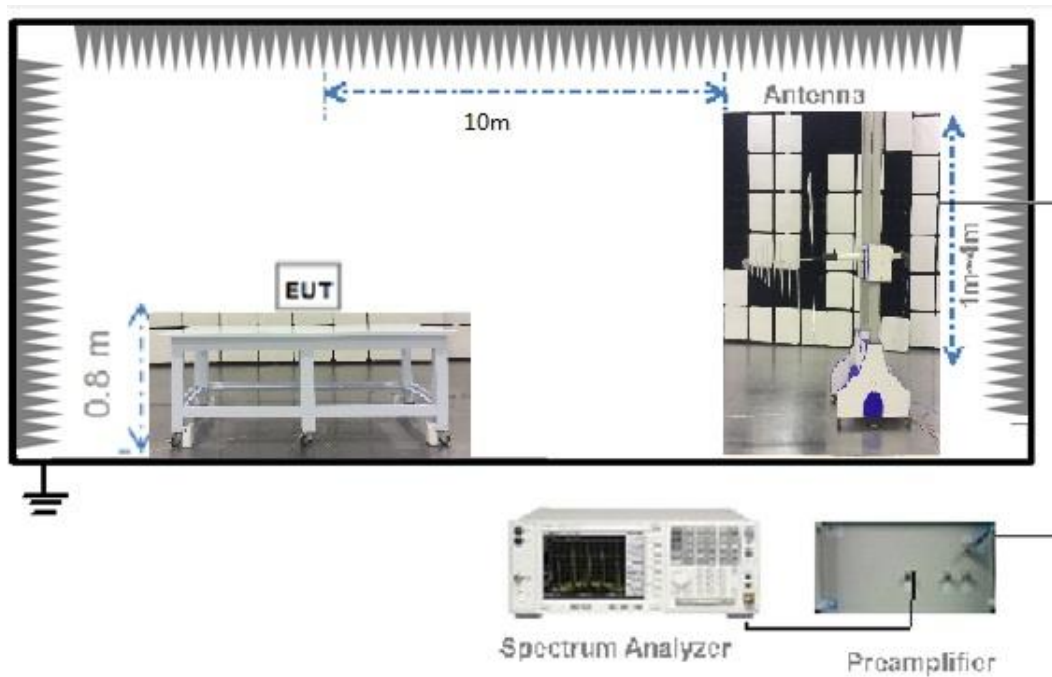 Antenna
10m
1m~4m
EUT
0.8 m
Spectrum Analyzer
Preamplifier